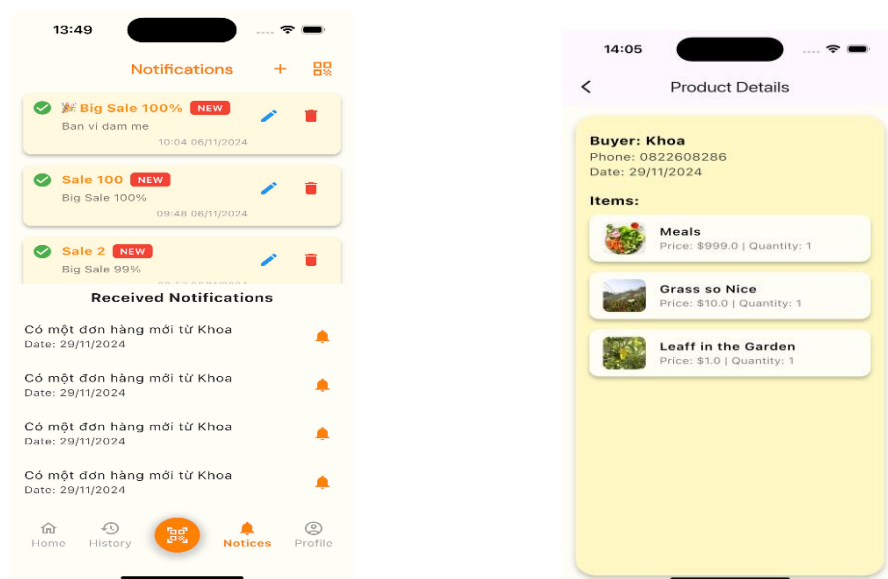 13:49
Notifications
Big Sale 100% NEW
Ban vi dam me
10:04 06/11/2024
Sale 100 NEW
Big Sale 100%
09:48 06/11/2024
Sale 2 NEW
Big Sale 99%
Received Notifications
Có một đơn hàng mới từ Khoa
Date: 29/11/2024
Có một đơn hàng mới từ Khoa
Date: 29/11/2024
Có một đơn hàng mới từ Khoa
Date: 29/11/2024
Có một đơn hàng mới từ Khoa
Date: 29/11/2024
Home History Notices Profile
14:05
Product Details
Buyer: Khoa
Phone: 0822608286
Date: 29/11/2024
Items:
Meals
Price: $999.0 | Quantity: 1
Grass so Nice
Price: $10.0 | Quantity: 1
Leaff in the Garden
Price: $1.0 | Quantity: 1